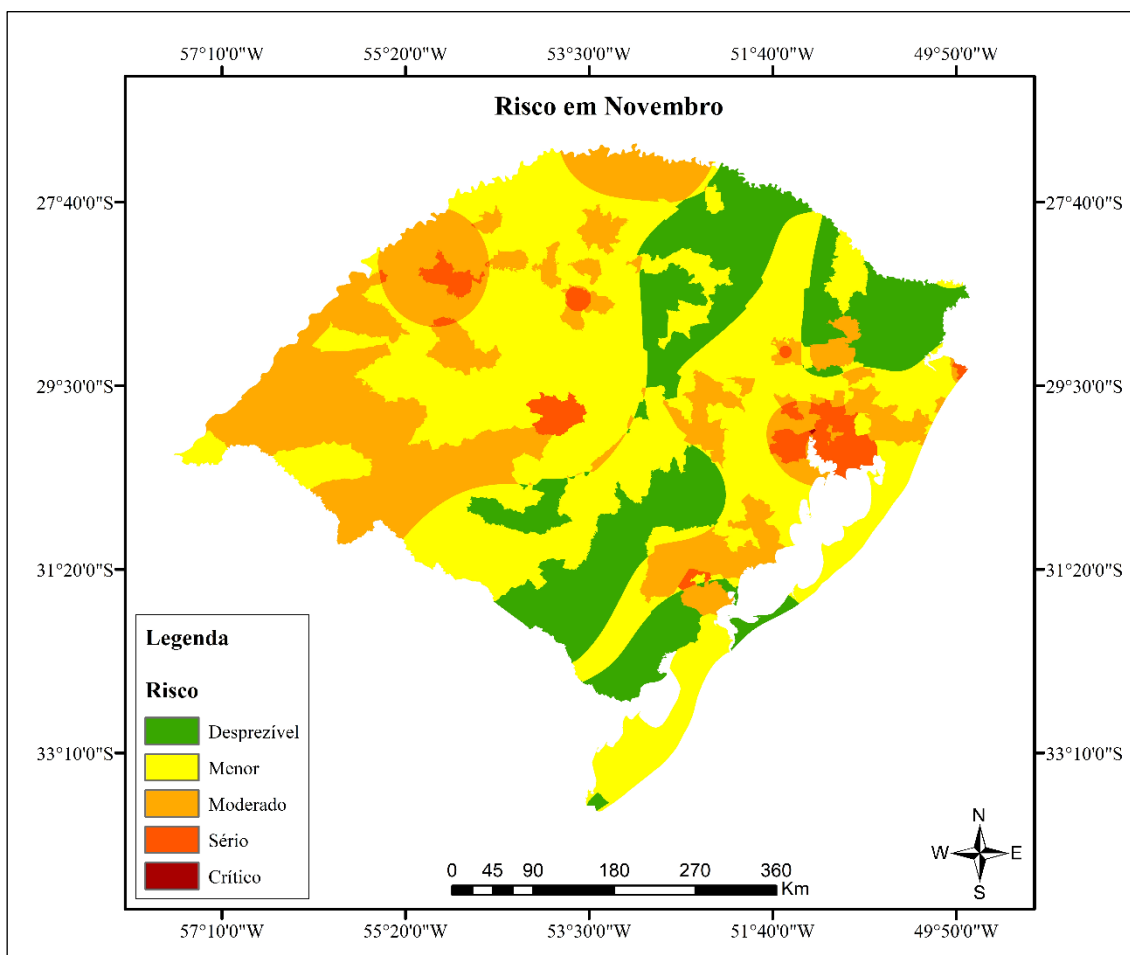 57°10'0"W 55°20'0"W 53°30'0"W 51°40'0"W 49°50'0"W
Risco em Novembro
27°40'0"S 27°40'0"S
29°30'0"S 29°30'0"S
31°20'0"S 31°20'0"S
Legenda
Risco
Desprezível
Menor
Moderado
Sério
Crítico
33°10'0"S 33°10'0"S
N
W E
S
0 45 90 180 270 360
Km
57°10'0"W 55°20'0"W 53°30'0"W 51°40'0"W 49°50'0"W